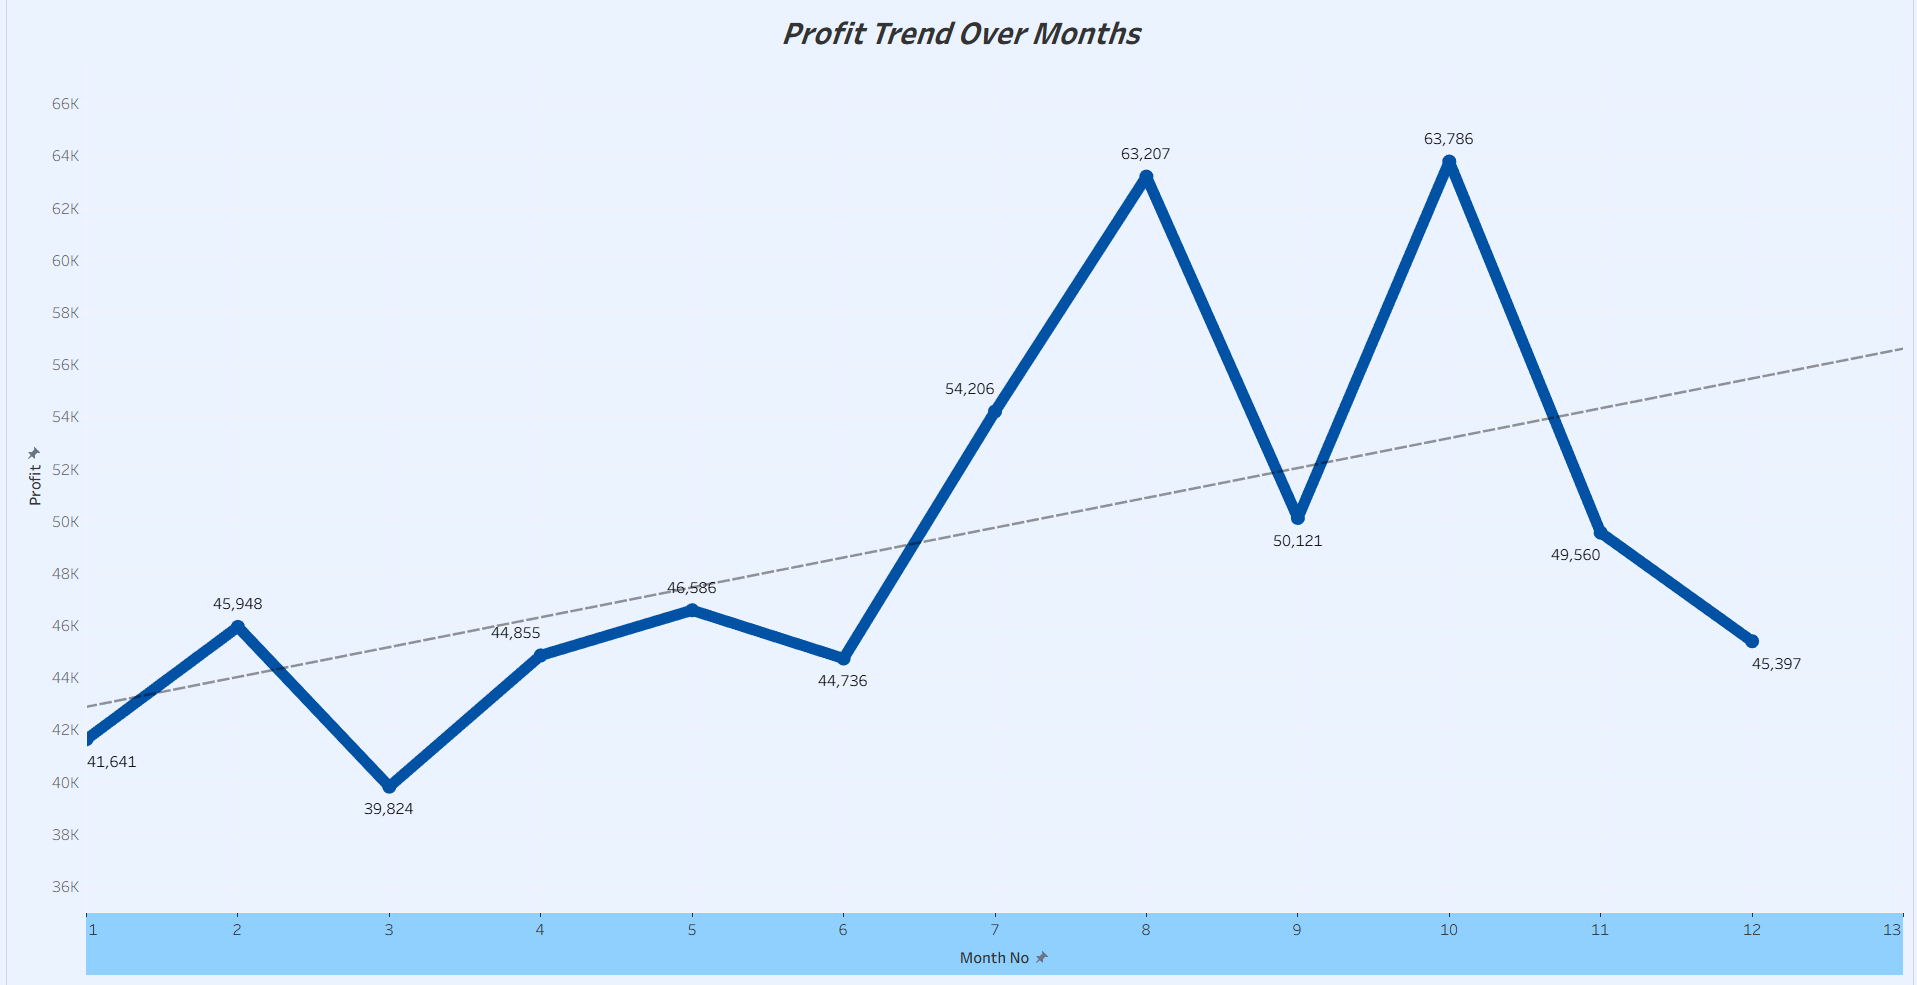 Profit Trend Over Months
66K
64K
62K
60K
58K
56K
54K
52K
50K
48K
46K
44K
42K
40K
38K
36K
Profit
41,641
45,948
39,824
44,855
46,586
44,736
54,206
63,207
50,121
63,786
49,560
45,397
1 2 3 4 5 6 7 8 9 10 11 12 13
Month No